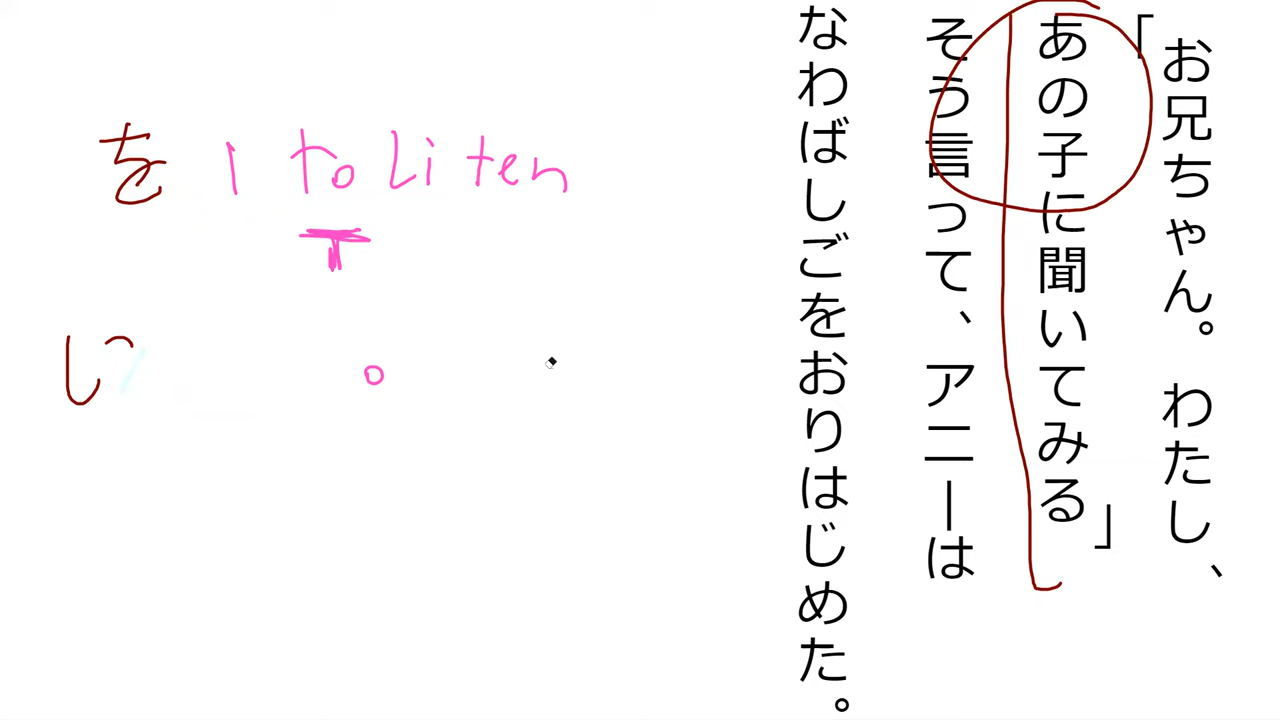 「お兄ちゃん。わたし、
あの子に聞いてみる」
そう言って、アニーは
なわばしごをおりはじめた。
を I to Li ten